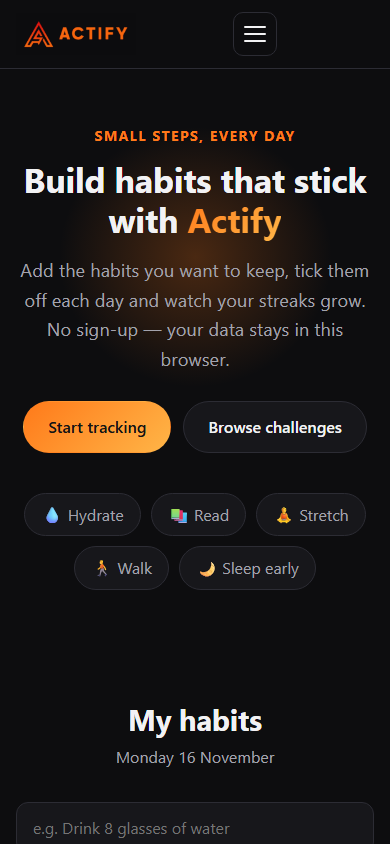 ACTIFY
SMALL STEPS, EVERY DAY
Build habits that stick
with Actify
Add the habits you want to keep, tick them
off each day and watch your streaks grow.
No sign-up — your data stays in this
browser.
Start tracking
Browse challenges
Hydrate
Read
Stretch
Walk
Sleep early
My habits
Monday 16 November
e.g. Drink 8 glasses of water